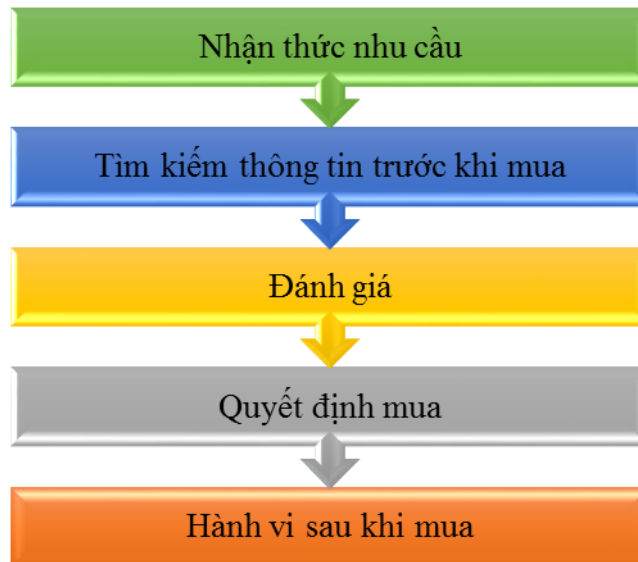 Nhận thức nhu cầu
Tìm kiếm thông tin trước khi mua
Đánh giá
Quyết định mua
Hành vi sau khi mua